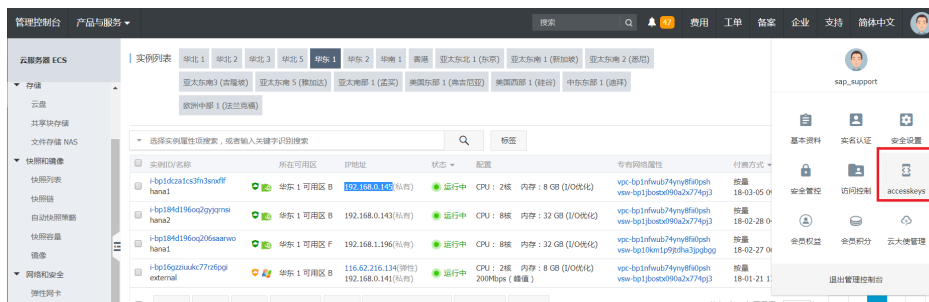 管理控制台 产品与服务 搜索 47 费用 工单 备案 企业 支持 简体中文
云服务器 ECS
存储
云盘
共享块存储
文件存储 NAS
快照和镜像
快照列表
快照链
自动快照策略
快照容量
镜像
网络和安全
弹性网卡
实例列表 华北 1 华北 2 华北 3 华北 5 华东 1 华东 2 华南 1 香港 亚太东北 1 (东京) 亚太东南 1 (新加坡) 亚太东南 2 (悉尼)
亚太东南3 (吉隆坡) 亚太东南 5 (雅加达) 亚太南部 1 (孟买) 美国东部 1 (弗吉尼亚) 美国西部 1 (硅谷) 中东东部 1 (迪拜)
欧洲中部 1 (法兰克福)
选择实例属性项搜索，或者输入关键字识别搜索 标签
实例ID/名称 所在可用区 IP地址 状态 配置 专有网络属性 付费方式
i-bp1dcza1cs3fn3snxflf
hana1
华东 1 可用区 B 192.168.0.145(私有) 运行中 CPU： 2核 内存：8 GB (I/O优化)
vpc-bp1nfwub74yny8fii0psh
vsw-bp1jbostx090a2x774pj3
按量
18-03-05 0
i-bp184d196oq2gyjqrnsi
hana2
华东 1 可用区 B 192.168.0.143(私有) 运行中 CPU： 8核 内存：32 GB (I/O优化)
vpc-bp1nfwub74yny8fii0psh
vsw-bp1jbostx090a2x774pj3
按量
18-02-28 0
i-bp184d196oq206saarwo
hana1
华东 1 可用区 F 192.168.1.196(私有) 运行中 CPU： 8核 内存：32 GB (I/O优化)
vpc-bp1nfwub74yny8fii0psh
vsw-bp10km1p9jtdha3jpgbgg
按量
18-02-27 0
i-bp16gzziuukc77rz6pgi
external
华东 1 可用区 B
116.62.216.134(弹性)
192.168.0.141(私有)
运行中
CPU： 2核 内存：8 GB (I/O优化)
200Mbps（峰值）
vpc-bp1nfwub74yny8fii0psh
vsw-bp1jbostx090a2x774pj3
按量
18-01-21 1
sap_support
基本资料 实名认证 安全设置
安全管控 访问控制 accesskeys
会员权益 会员积分 云大使管理
退出管理控制台